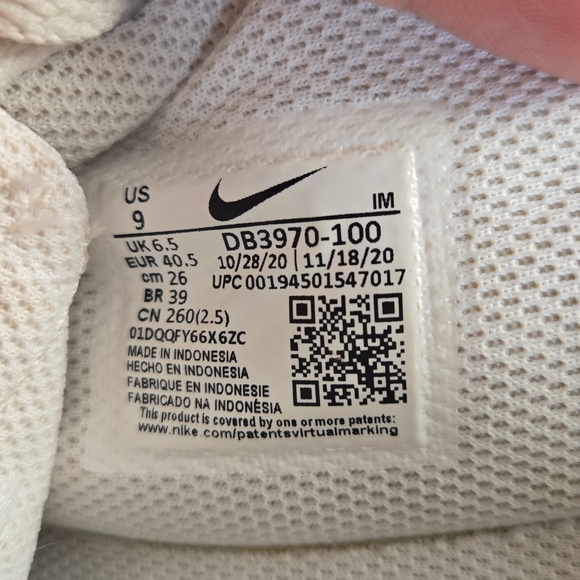 US
9
IM
UK 6.5
EUR 40.5
cm 26
BR 39
CN 260(2.5)
DB3970-100
10/28/20 | 11/18/20
UPC 00194501547017
01DQQFY66X6ZC
MADE IN INDONESIA
HECHO EN INDONESIA
FABRIQUE EN INDONESIE
FABRICADO NA INDONÉSIA
This product is covered by one or more patents:
www.nike.com/patentsvirtualmarking